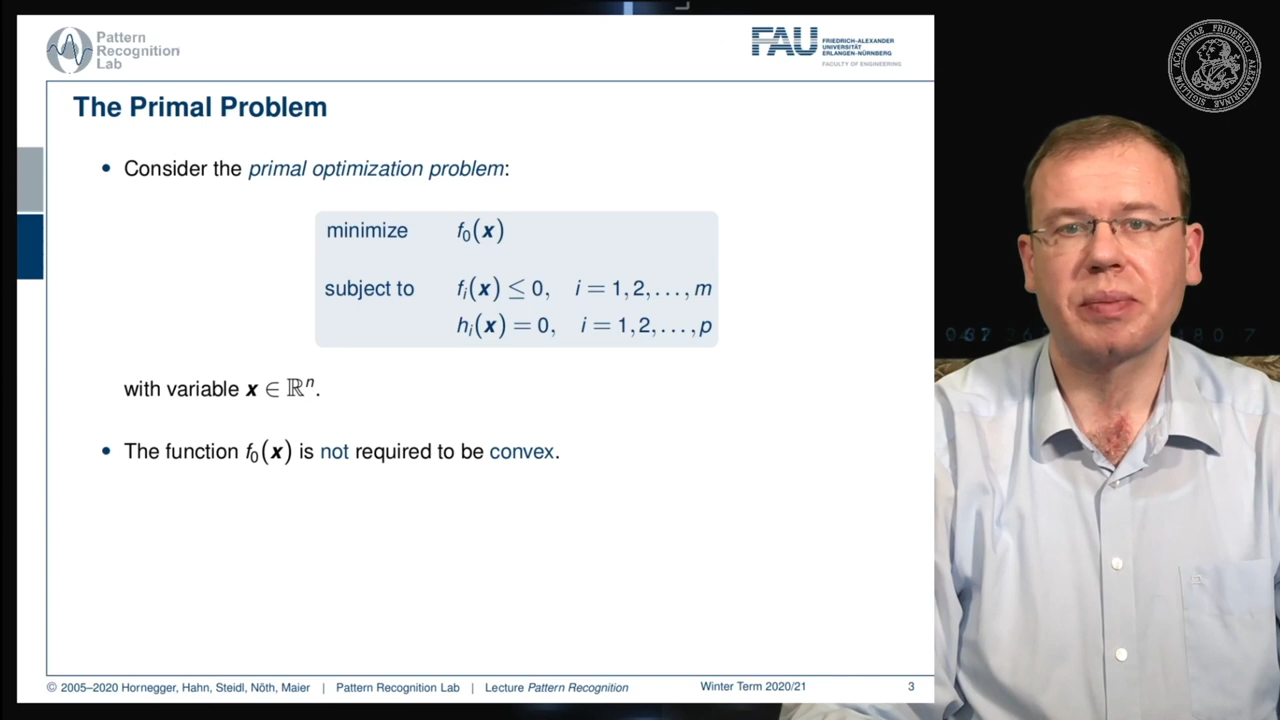 Pattern
Recognition
Lab
FAU
FRIEDRICH-ALEXANDER
UNIVERSITÄT
ERLANGEN-NÜRNBERG
FACULTY OF ENGINEERING
The Primal Problem
• Consider the primal optimization problem:
minimize f₀(x)
subject to fᵢ(x) ≤ 0, i = 1, 2, . . . , m
hᵢ(x) = 0, i = 1, 2, . . . , p
with variable x ∈ ℝⁿ.
• The function f₀(x) is not required to be convex.
© 2005–2020 Hornegger, Hahn, Steidl, Nöth, Maier | Pattern Recognition Lab | Lecture Pattern Recognition Winter Term 2020/21 3